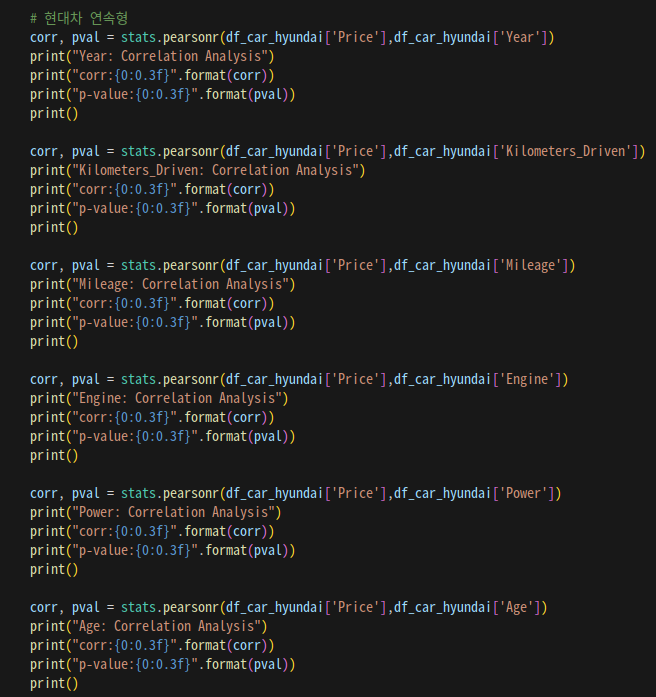 # 현대차 연속형
corr, pval = stats.pearsonr(df_car_hyundai['Price'],df_car_hyundai['Year'])
print("Year: Correlation Analysis")
print("corr:{0:0.3f}".format(corr))
print("p-value:{0:0.3f}".format(pval))
print()
corr, pval = stats.pearsonr(df_car_hyundai['Price'],df_car_hyundai['Kilometers_Driven'])
print("Kilometers_Driven: Correlation Analysis")
print("corr:{0:0.3f}".format(corr))
print("p-value:{0:0.3f}".format(pval))
print()
corr, pval = stats.pearsonr(df_car_hyundai['Price'],df_car_hyundai['Mileage'])
print("Mileage: Correlation Analysis")
print("corr:{0:0.3f}".format(corr))
print("p-value:{0:0.3f}".format(pval))
print()
corr, pval = stats.pearsonr(df_car_hyundai['Price'],df_car_hyundai['Engine'])
print("Engine: Correlation Analysis")
print("corr:{0:0.3f}".format(corr))
print("p-value:{0:0.3f}".format(pval))
print()
corr, pval = stats.pearsonr(df_car_hyundai['Price'],df_car_hyundai['Power'])
print("Power: Correlation Analysis")
print("corr:{0:0.3f}".format(corr))
print("p-value:{0:0.3f}".format(pval))
print()
corr, pval = stats.pearsonr(df_car_hyundai['Price'],df_car_hyundai['Age'])
print("Age: Correlation Analysis")
print("corr:{0:0.3f}".format(corr))
print("p-value:{0:0.3f}".format(pval))
print()